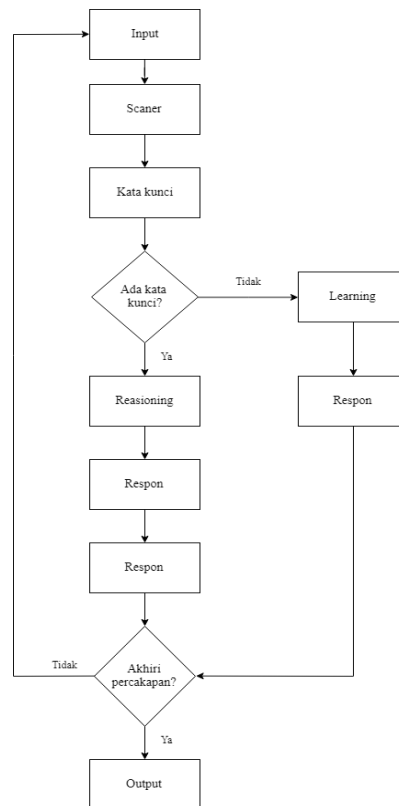 Input
Scaner
Kata kunci
Ada kata
kunci?
Tidak
Learning
Ya
Reasioning
Respon
Respon
Respon
Tidak
Akhiri
percakapan?
Ya
Output